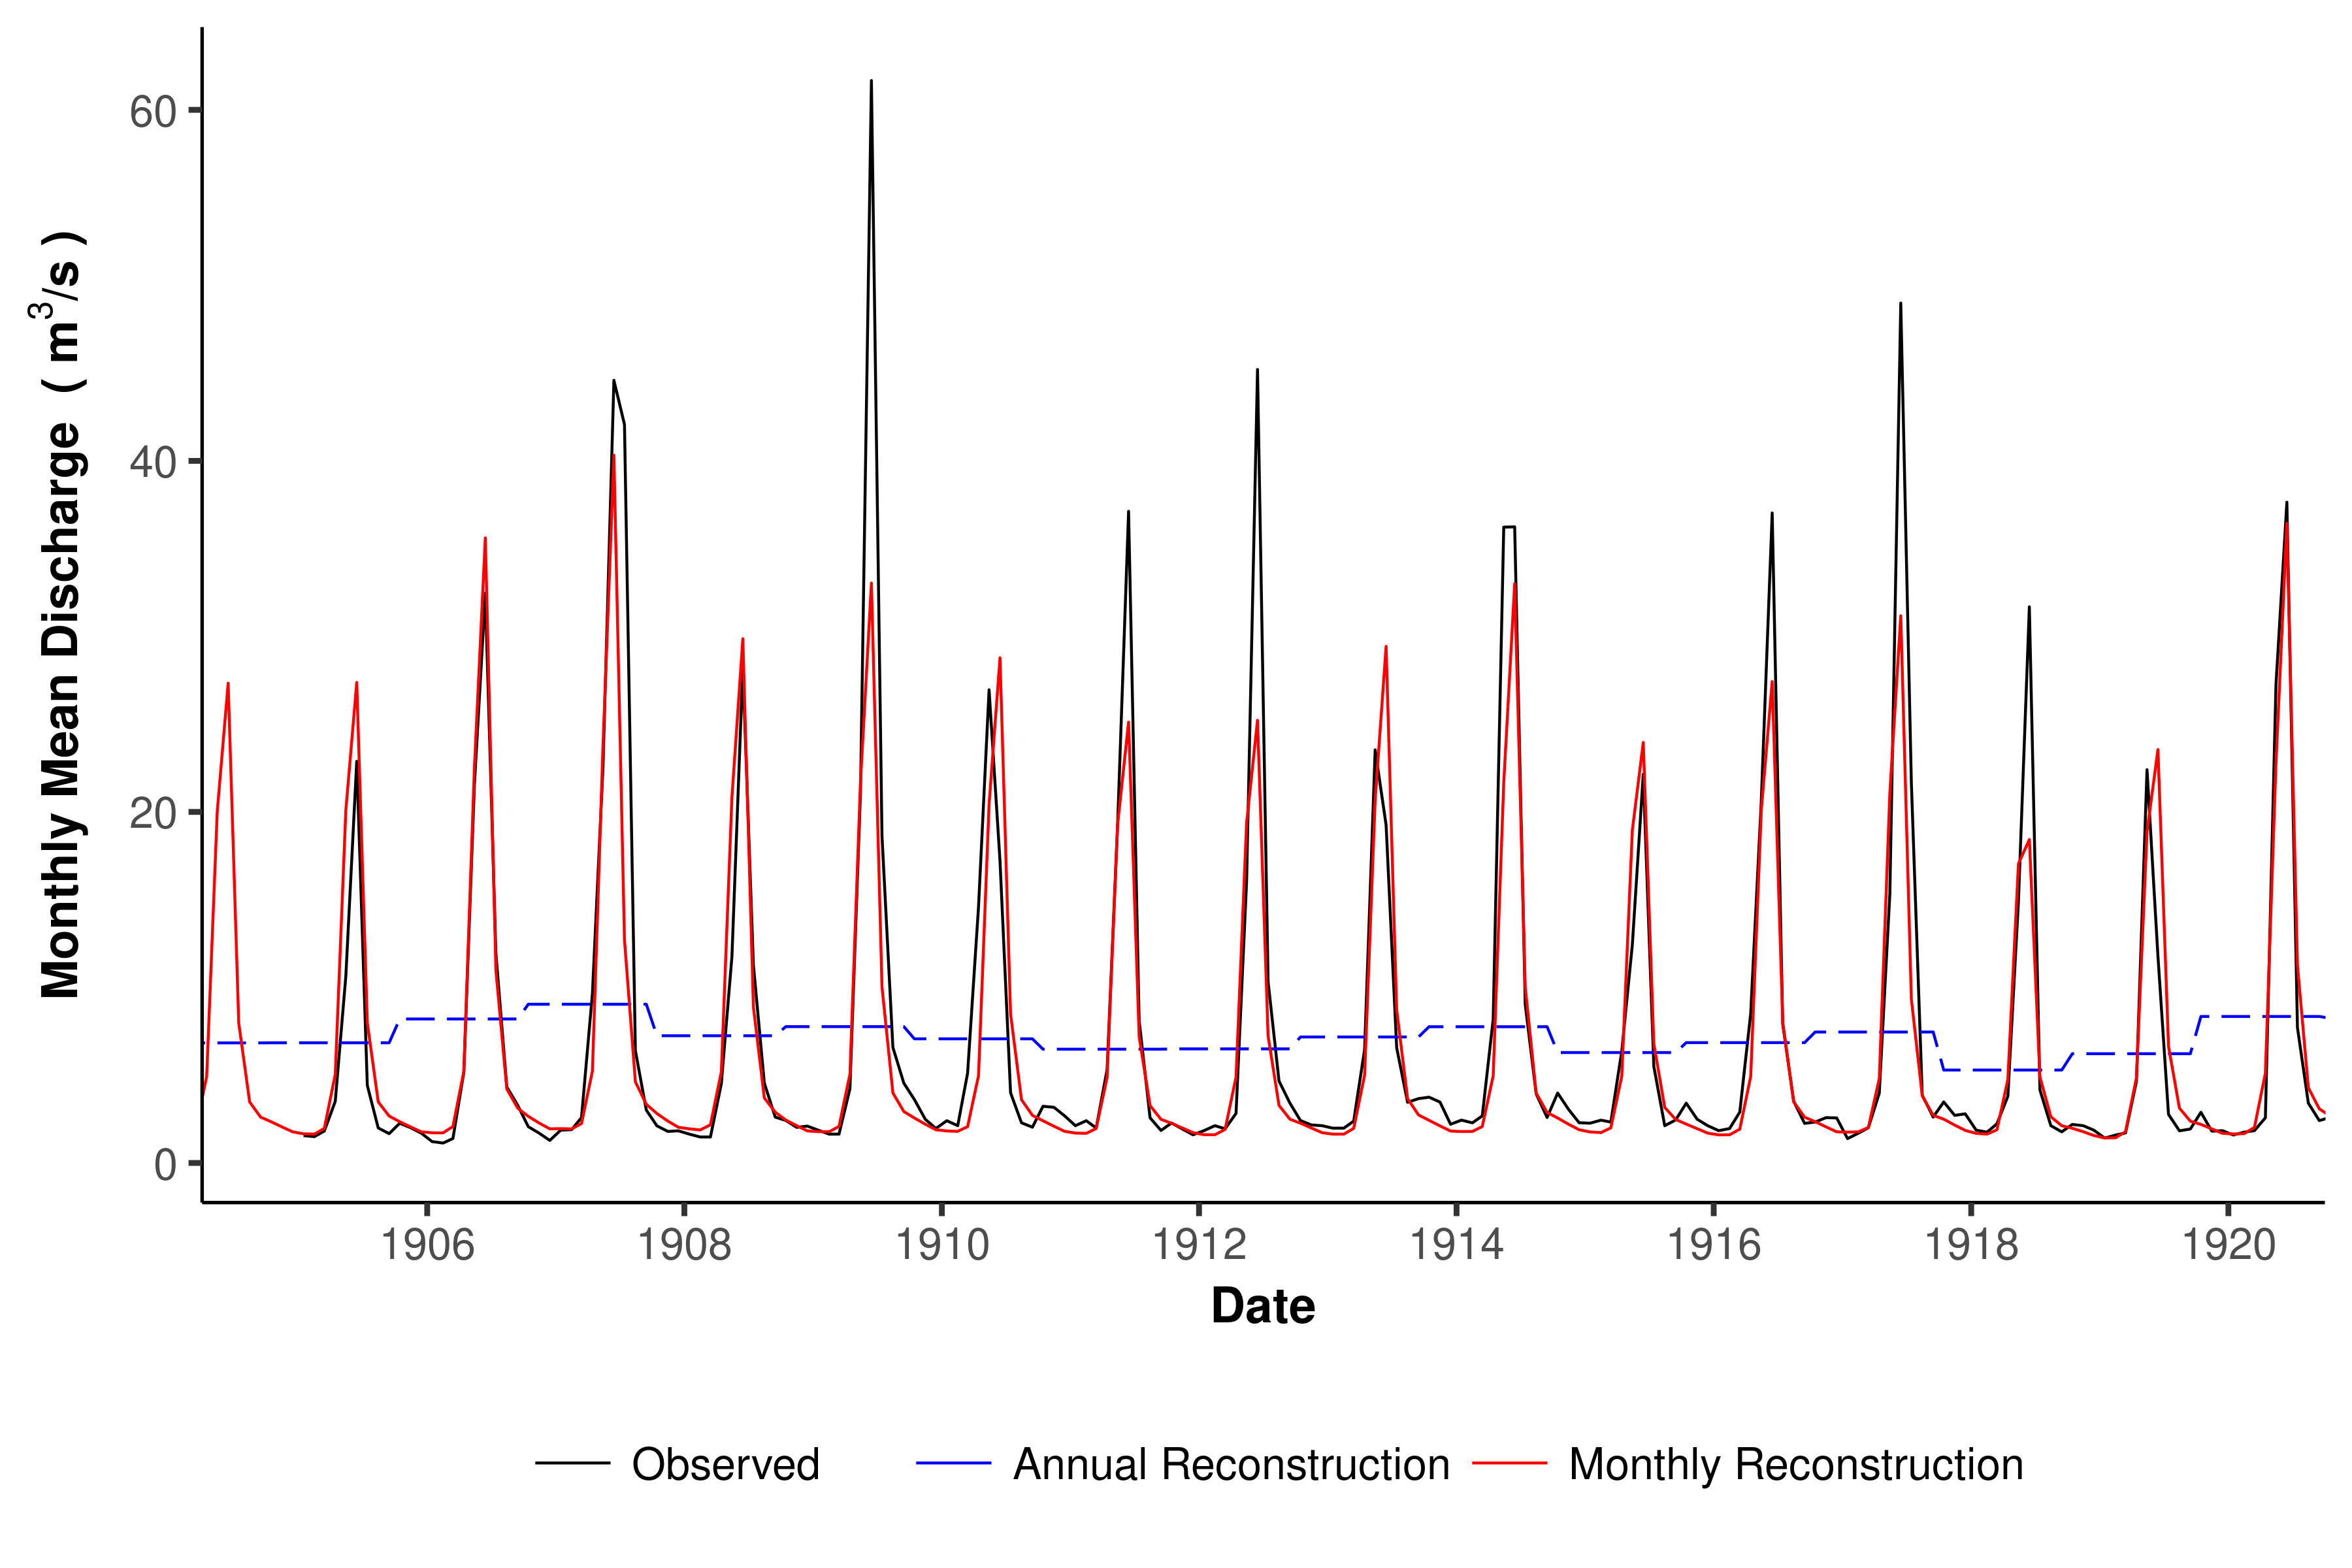 Monthly Mean Discharge ( m³/s )
60
40
20
0
1906 1908 1910 1912 1914 1916 1918 1920
Date
Observed Annual Reconstruction Monthly Reconstruction